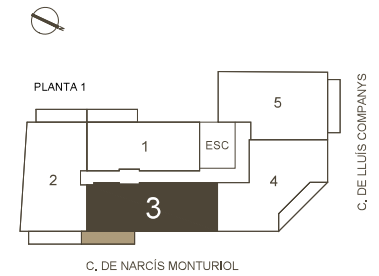 PLANTA 1
5
1
ESC
2
4
3
C. DE LLUÍS COMPANYS
C. DE NARCÍS MONTURIOL